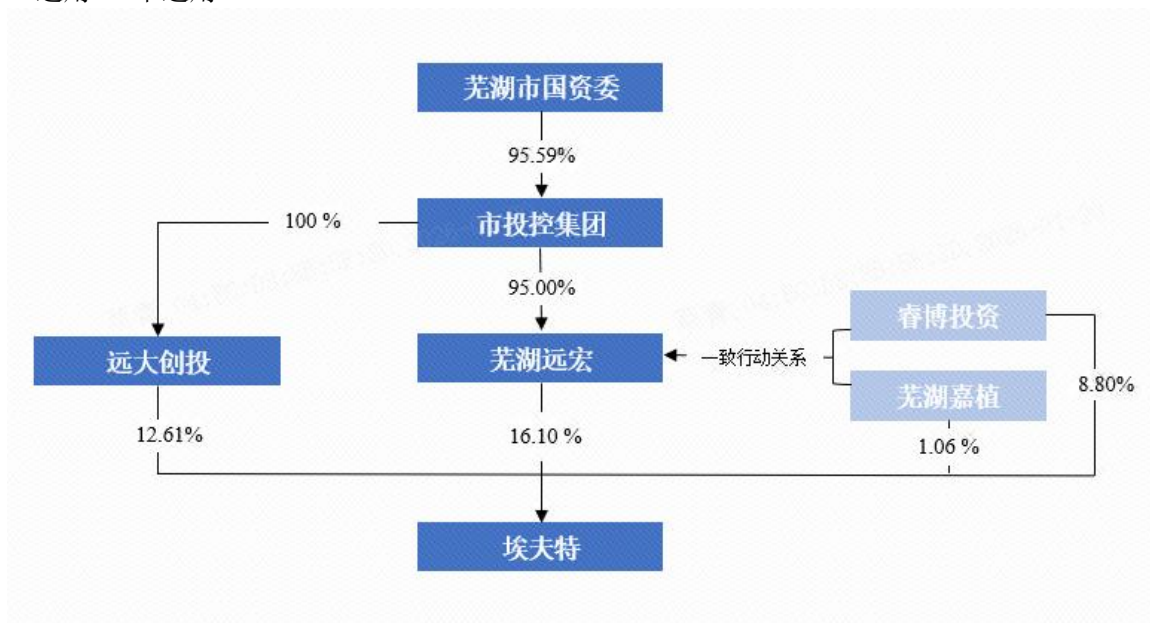 芜湖市国资委
95.59%
100 %
市投控集团
95.00%
远大创投
芜湖远宏
一致行动关系
睿博投资
芜湖嘉植
8.80%
12.61%
16.10 %
1.06 %
埃夫特